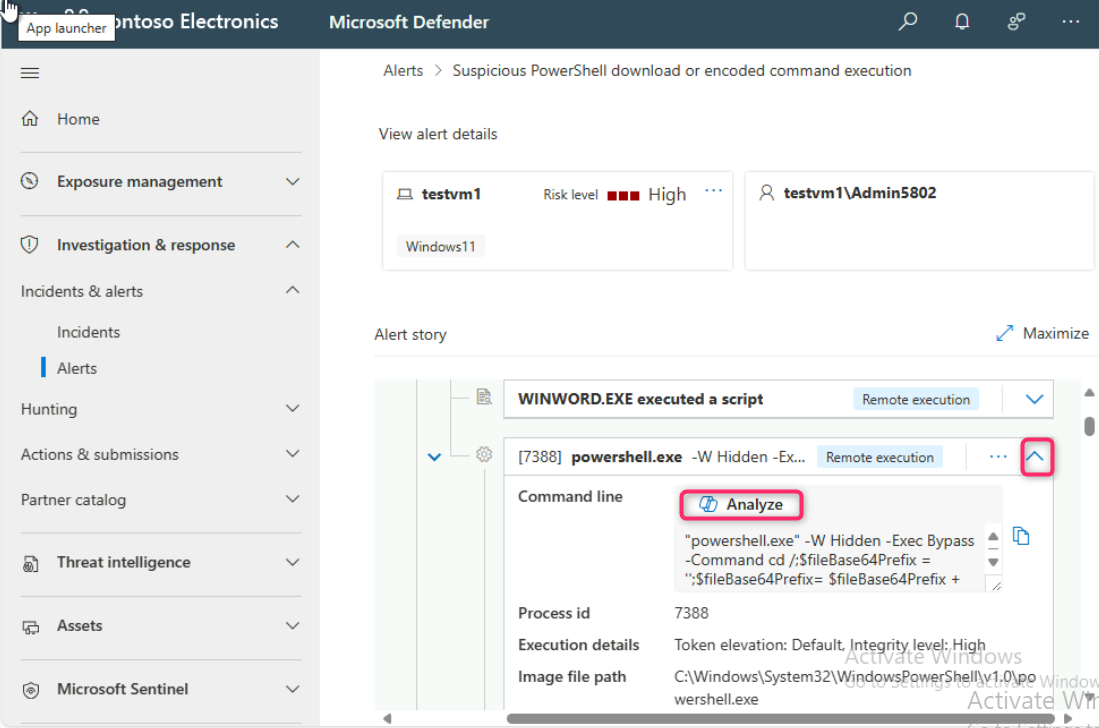 ontoso Electronics
Microsoft Defender
App launcher
Alerts > Suspicious PowerShell download or encoded command execution
Home
View alert details
Exposure management
testvm1 Risk level High ...
testvm1\Admin5802
Windows11
Investigation & response
Incidents & alerts
Incidents
Alerts
Alert story
Maximize
Hunting
Actions & submissions
Partner catalog
Threat intelligence
Assets
Microsoft Sentinel
WINWORD.EXE executed a script Remote execution
[7388] powershell.exe -W Hidden -Ex... Remote execution ...
Command line
Analyze
"powershell.exe" -W Hidden -Exec Bypass
-Command cd /;$fileBase64Prefix =
'';$fileBase64Prefix= $fileBase64Prefix +
Process id 7388
Execution details Token elevation: Default, Integrity level: High
Image file path C:\Windows\System32\WindowsPowerShell\v1.0\po
wershell.exe
Activate Windows
Go to Settings to activate Window
Activate Wi